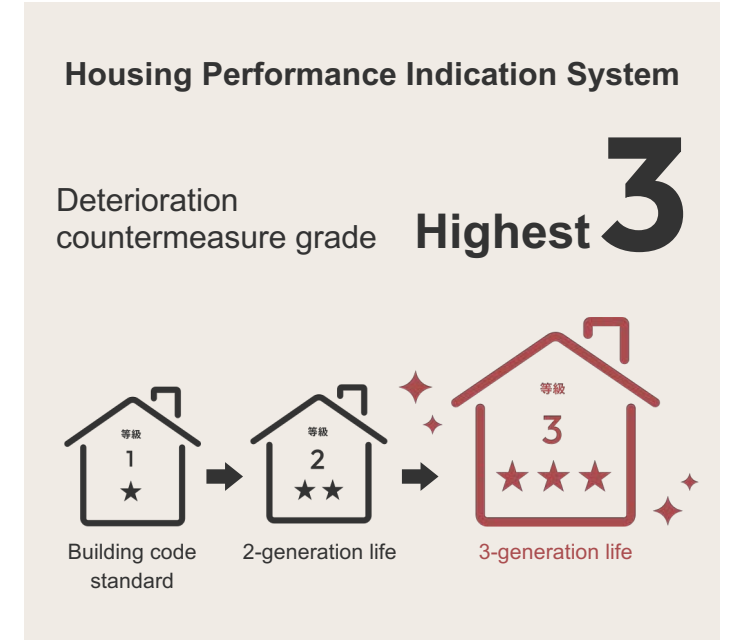 Housing Performance Indication System
Deterioration
countermeasure grade
Highest 3
等級
1
等級
2
等級
3
Building code
standard
2-generation life
3-generation life